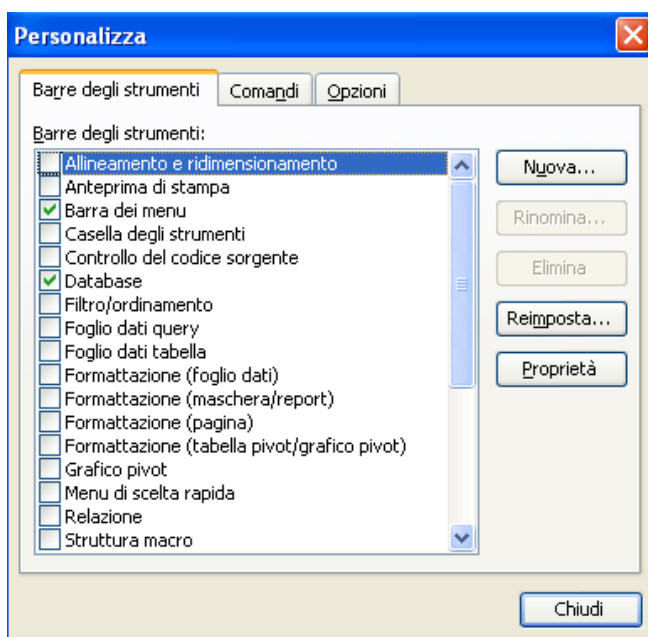 Personalizza
Barre degli strumenti Comandi Opzioni
Barre degli strumenti:
Allineamento e ridimensionamento
Anteprima di stampa
Barra dei menu
Casella degli strumenti
Controllo del codice sorgente
Database
Filtro/ordinamento
Foglio dati query
Foglio dati tabella
Formattazione (foglio dati)
Formattazione (maschera/report)
Formattazione (pagina)
Formattazione (tabella pivot/grafico pivot)
Grafico pivot
Menu di scelta rapida
Relazione
Struttura macro
Nuova...
Rinomina...
Elimina
Reimposta...
Proprietà
Chiudi